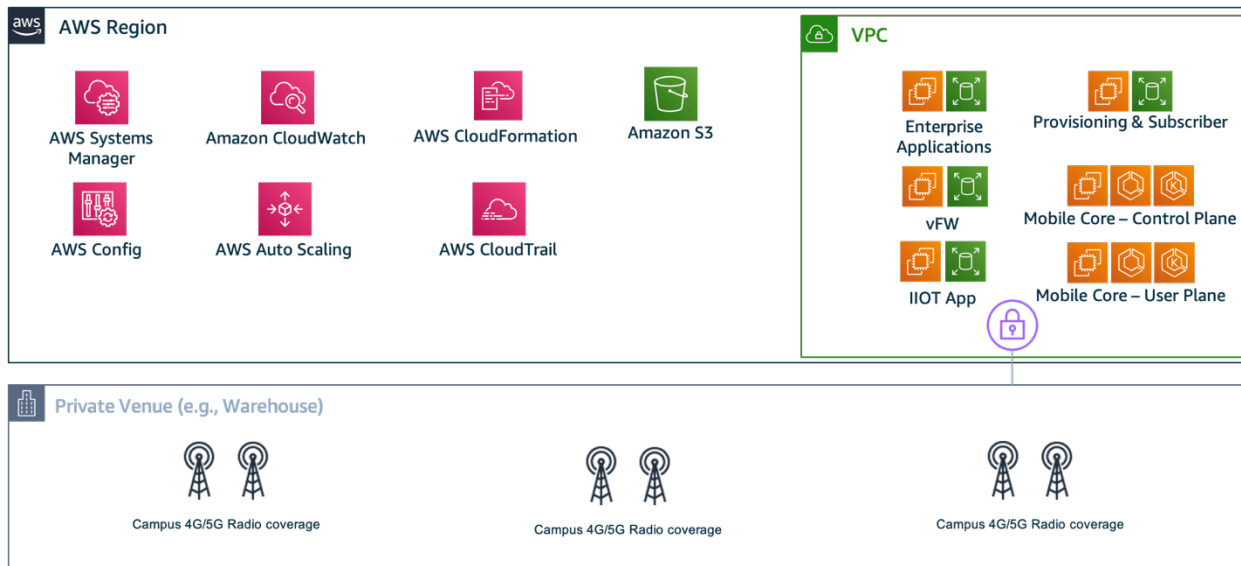 aws
AWS Region
VPC
AWS Systems
Manager
Amazon CloudWatch
AWS CloudFormation
Amazon S3
Enterprise
Applications
Provisioning & Subscriber
AWS Config
AWS Auto Scaling
AWS CloudTrail
vFW
Mobile Core – Control Plane
IIOT App
Mobile Core – User Plane
K
K
Private Venue (e.g., Warehouse)
Campus 4G/5G Radio coverage
Campus 4G/5G Radio coverage
Campus 4G/5G Radio coverage